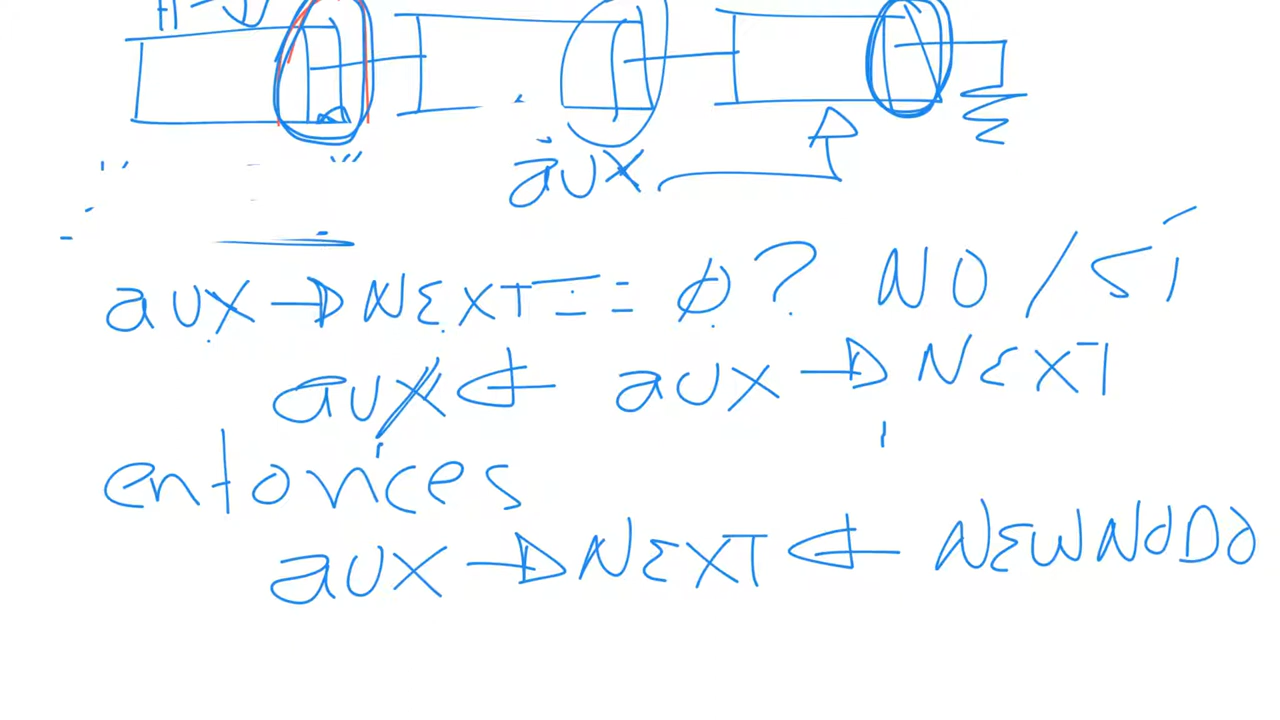 aux
aux → NEXT == ∅? NO / SÍ
aux ← aux → NEXT
entonces
aux → NEXT ← NEWNODO